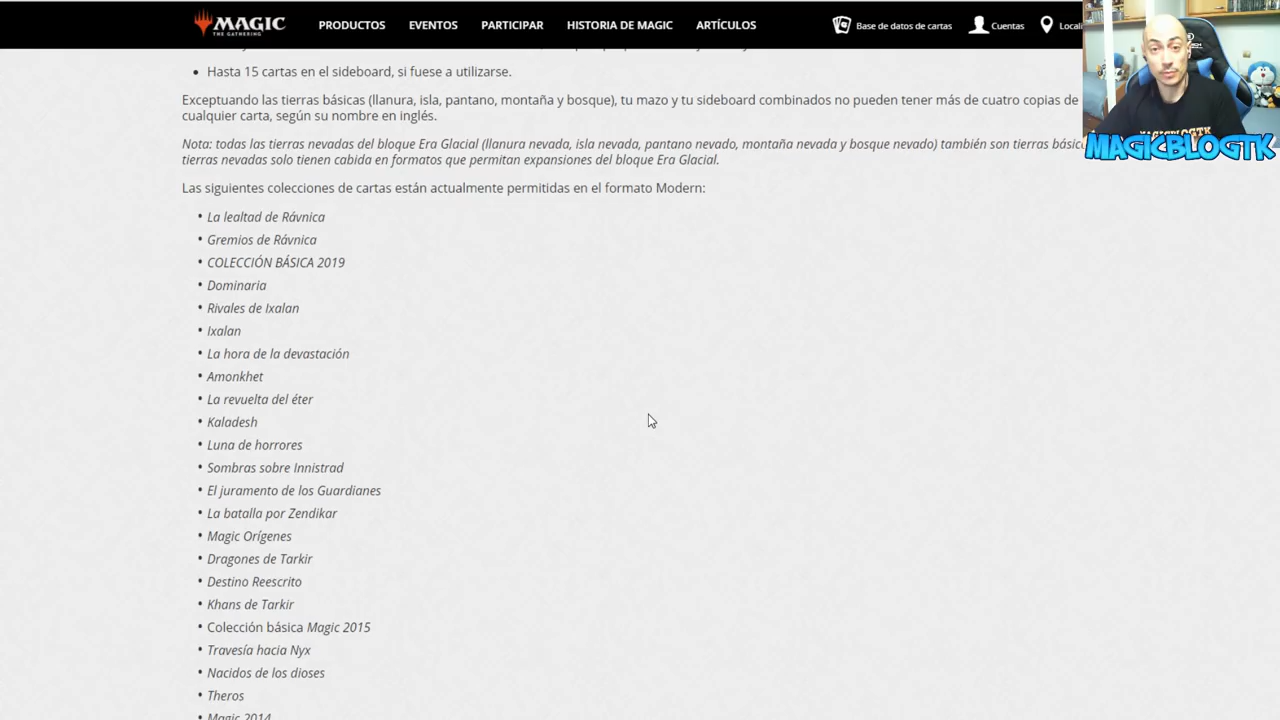 MAGIC
THE GATHERING
PRODUCTOS
EVENTOS
PARTICIPAR
HISTORIA DE MAGIC
ARTÍCULOS
Base de datos de cartas
Cuentas
Locali
• Hasta 15 cartas en el sideboard, si fuese a utilizarse.
Exceptuando las tierras básicas (llanura, isla, pantano, montaña y bosque), tu mazo y tu sideboard combinados no pueden tener más de cuatro copias de
cualquier carta, según su nombre en inglés.
Nota: todas las tierras nevadas del bloque Era Glacial (llanura nevada, isla nevada, pantano nevado, montaña nevada y bosque nevado) también son tierras básic
tierras nevadas solo tienen cabida en formatos que permitan expansiones del bloque Era Glacial.
Las siguientes colecciones de cartas están actualmente permitidas en el formato Modern:
• La lealtad de Rávnica
• Gremios de Rávnica
• COLECCIÓN BÁSICA 2019
• Dominaria
• Rivales de Ixalan
• Ixalan
• La hora de la devastación
• Amonkhet
• La revuelta del éter
• Kaladesh
• Luna de horrores
• Sombras sobre Innistrad
• El juramento de los Guardianes
• La batalla por Zendikar
• Magic Orígenes
• Dragones de Tarkir
• Destino Reescrito
• Khans de Tarkir
• Colección básica Magic 2015
• Travesía hacia Nyx
• Nacidos de los dioses
• Theros
• Magic 2014
MAGICBLOGTK